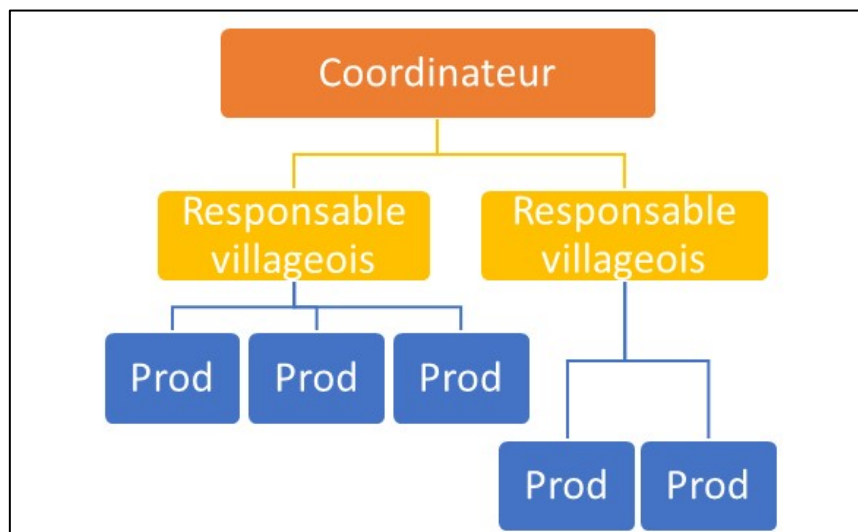 Coordinateur
Responsable
villageois
Responsable
villageois
Prod
Prod
Prod
Prod
Prod